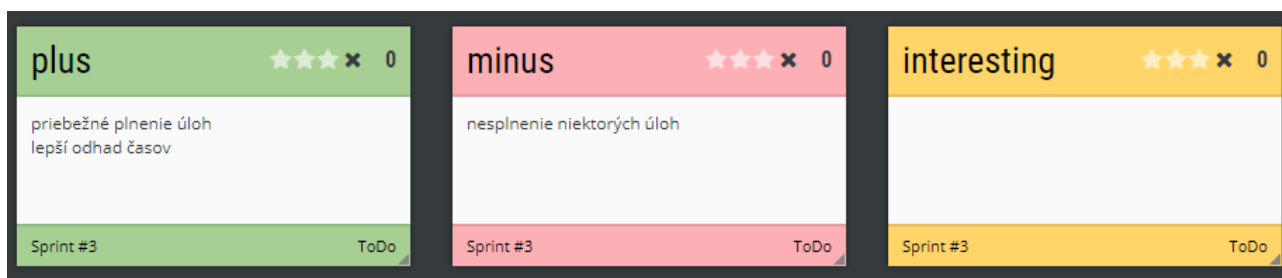 plus 0
priebežné plnenie úloh
lepší odhad časov
Sprint #3 ToDo
minus 0
nesplnenie niektorých úloh
Sprint #3 ToDo
interesting 0
Sprint #3 ToDo